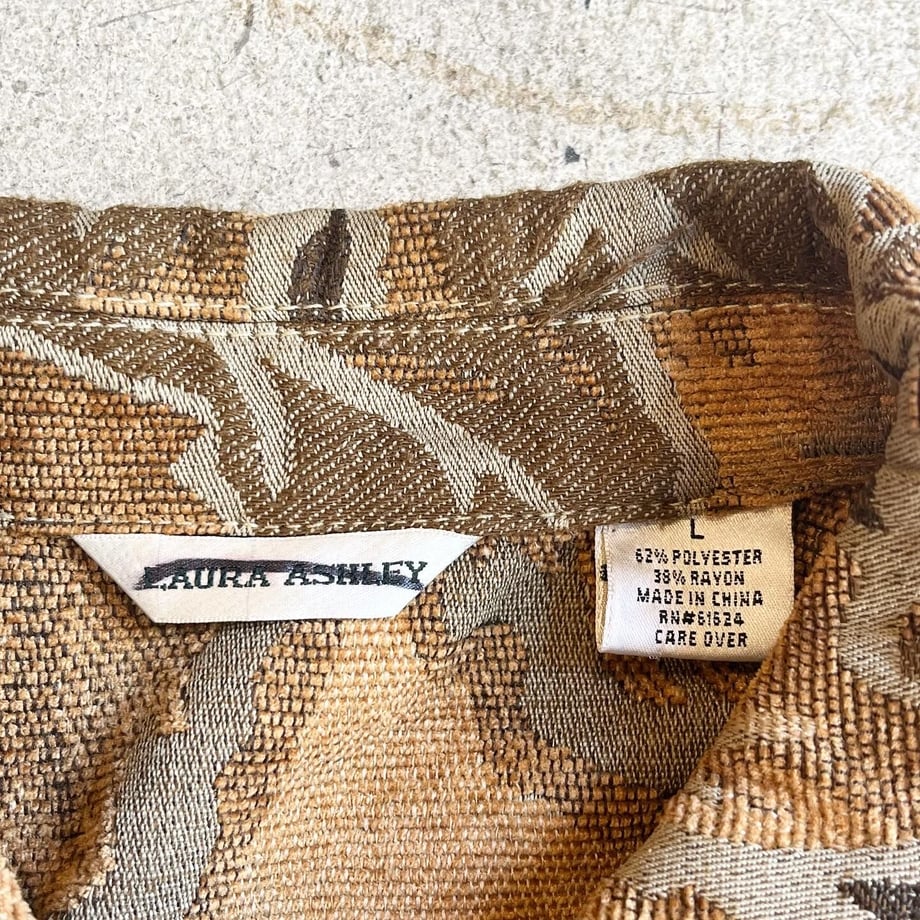 LAURA ASHLEY
L
62% POLYESTER
38% RAYON
MADE IN CHINA
RN#61624
CARE OVER